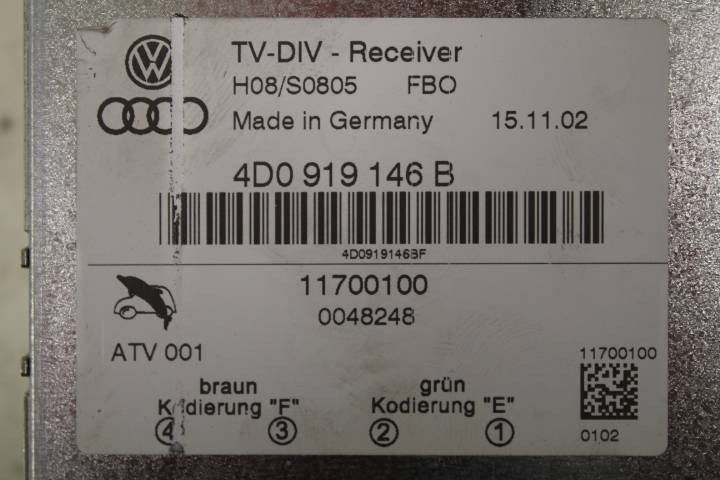 TV-DIV - Receiver
H08/S0805 FBO
Made in Germany 15.11.02
4D0 919 146 B
4D0919146BF
11700100
0048248
ATV 001
11700100
braun grün
Kodierung "F" Kodierung "E"
4 3 2 1
0102